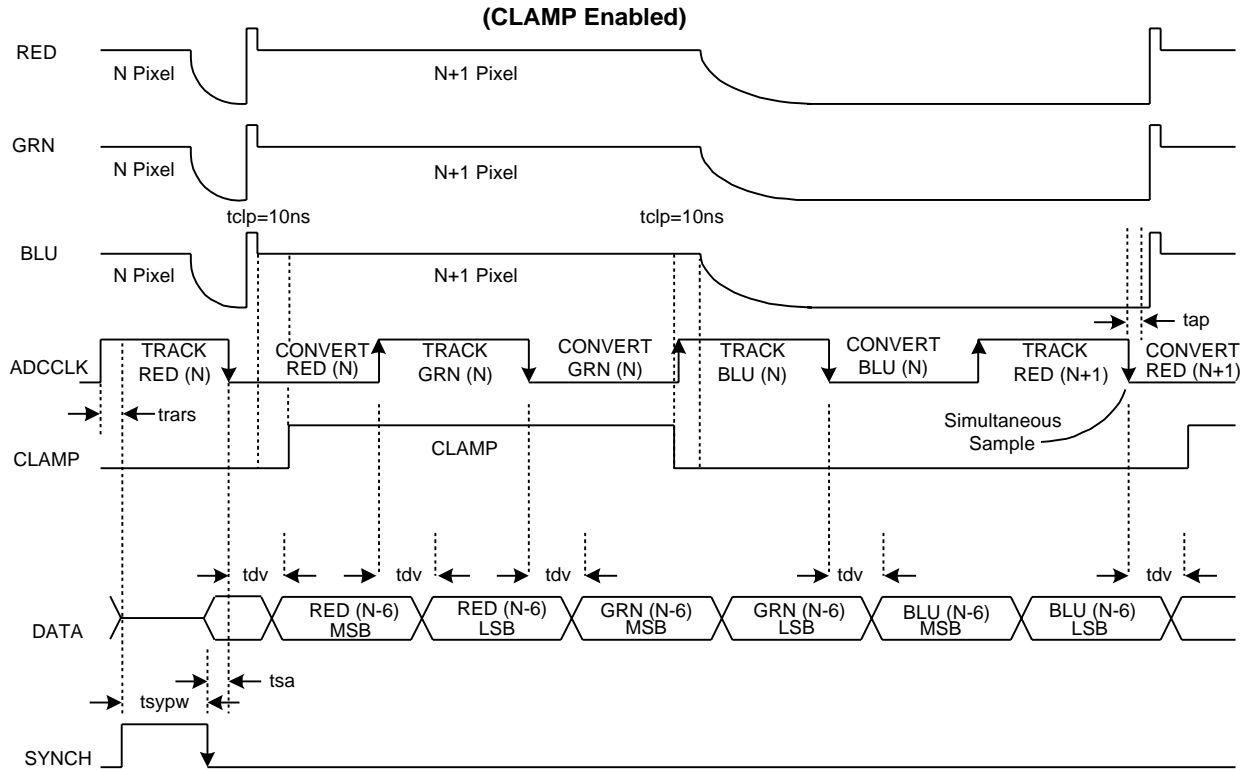 (CLAMP Enabled)
RED
N Pixel
N+1 Pixel
GRN
N Pixel
N+1 Pixel
tclp=10ns
tclp=10ns
BLU
N Pixel
N+1 Pixel
tap
ADCCLK
TRACK
RED (N)
CONVERT
RED (N)
TRACK
GRN (N)
CONVERT
GRN (N)
TRACK
BLU (N)
CONVERT
BLU (N)
TRACK
RED (N+1)
CONVERT
RED (N+1)
trars
Simultaneous
Sample
CLAMP
CLAMP
tdv
tdv
tdv
tdv
tdv
DATA
RED (N-6)
MSB
RED (N-6)
LSB
GRN (N-6)
MSB
GRN (N-6)
LSB
BLU (N-6)
MSB
BLU (N-6)
LSB
tsa
tsypw
SYNCH